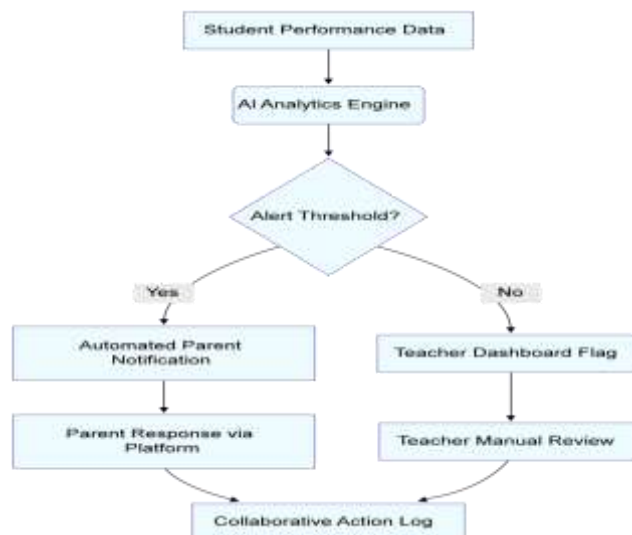 Student Performance Data
AI Analytics Engine
Alert Threshold?
Yes
No
Automated Parent
Notification
Teacher Dashboard Flag
Parent Response via
Platform
Teacher Manual Review
Collaborative Action Log